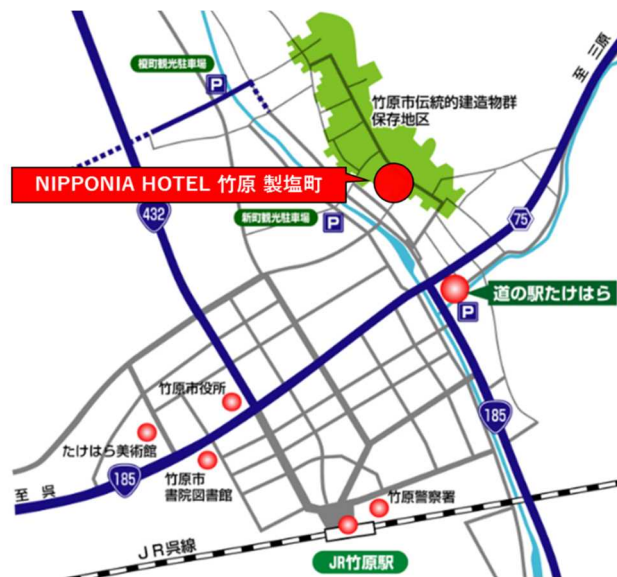 榎町観光駐車場
P
至 三原
竹原市伝統的建造物群
保存地区
NIPPONIA HOTEL 竹原 製塩町
432
新町観光駐車場
P
75
道の駅たけはら
P
竹原市役所
185
たけはら美術館
185
竹原市
書院図書館
至 呉
竹原警察署
JR呉線
JR竹原駅